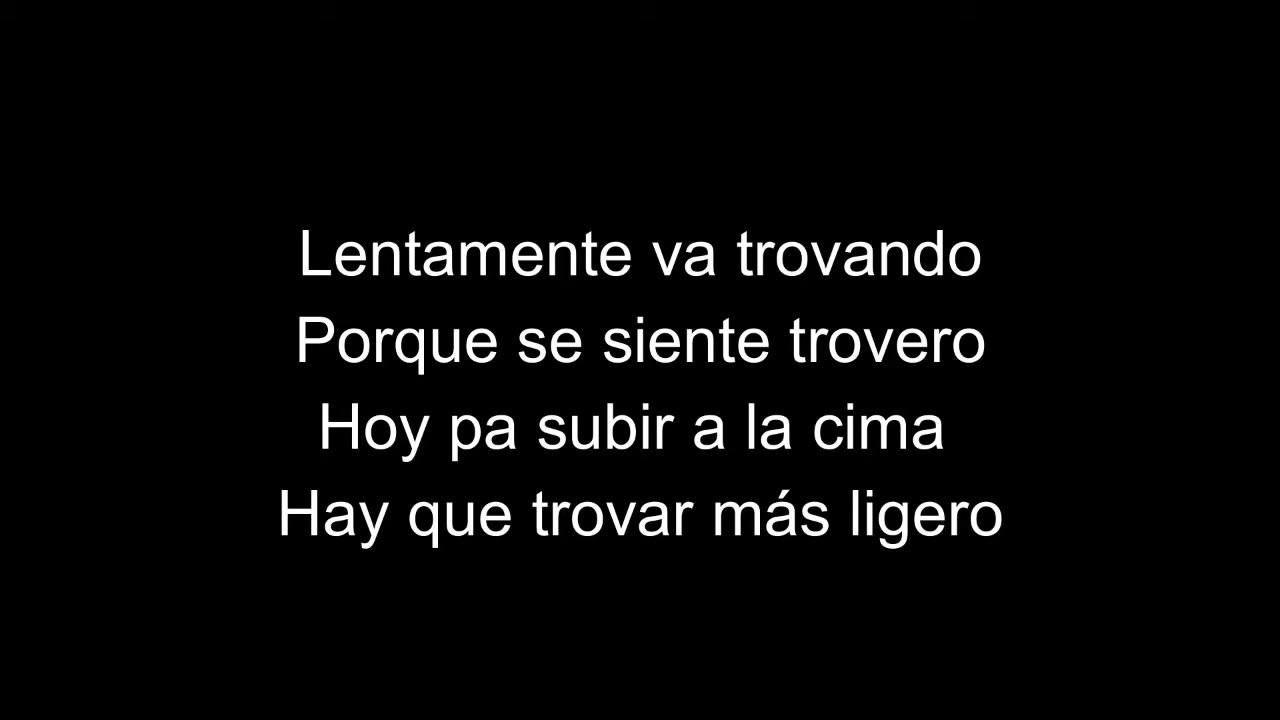 Lentamente va trovando
Porque se siente trovero
Hoy pa subir a la cima
Hay que trovar más ligero